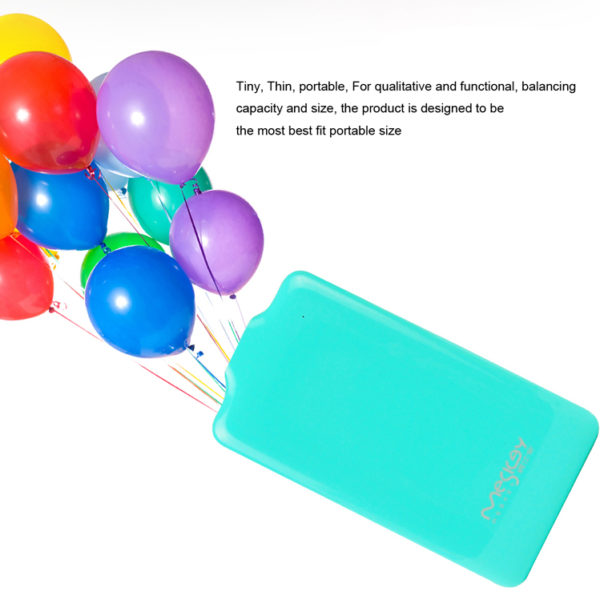 Tiny, Thin, portable, For qualitative and functional, balancing
capacity and size, the product is designed to be
the most best fit portable size